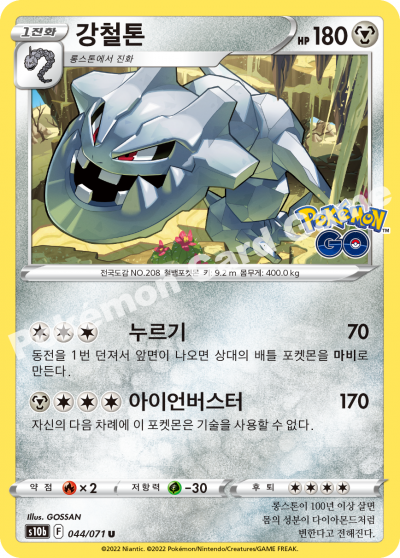 1진화
강철톤
HP 180
롱스톤에서 진화
Pokémon GO
전국도감 NO.208 철뱀포켓몬 키: 9.2 m 몸무게: 400.0 kg
Pokémon Card Game
누르기 70
동전을 1번 던져서 앞면이 나오면 상대의 배틀 포켓몬을 마비로
만든다.
아이언버스터 170
자신의 다음 차례에 이 포켓몬은 기술을 사용할 수 없다.
약점 ×2 저항력 -30 후퇴
Illus. GOSSAN
롱스톤이 100년 이상 살면
몸의 성분이 다이아몬드처럼
변한다고 전해진다.
s10b F 044/071 U
©2022 Niantic. ©2022 Pokémon/Nintendo/Creatures/GAME FREAK.